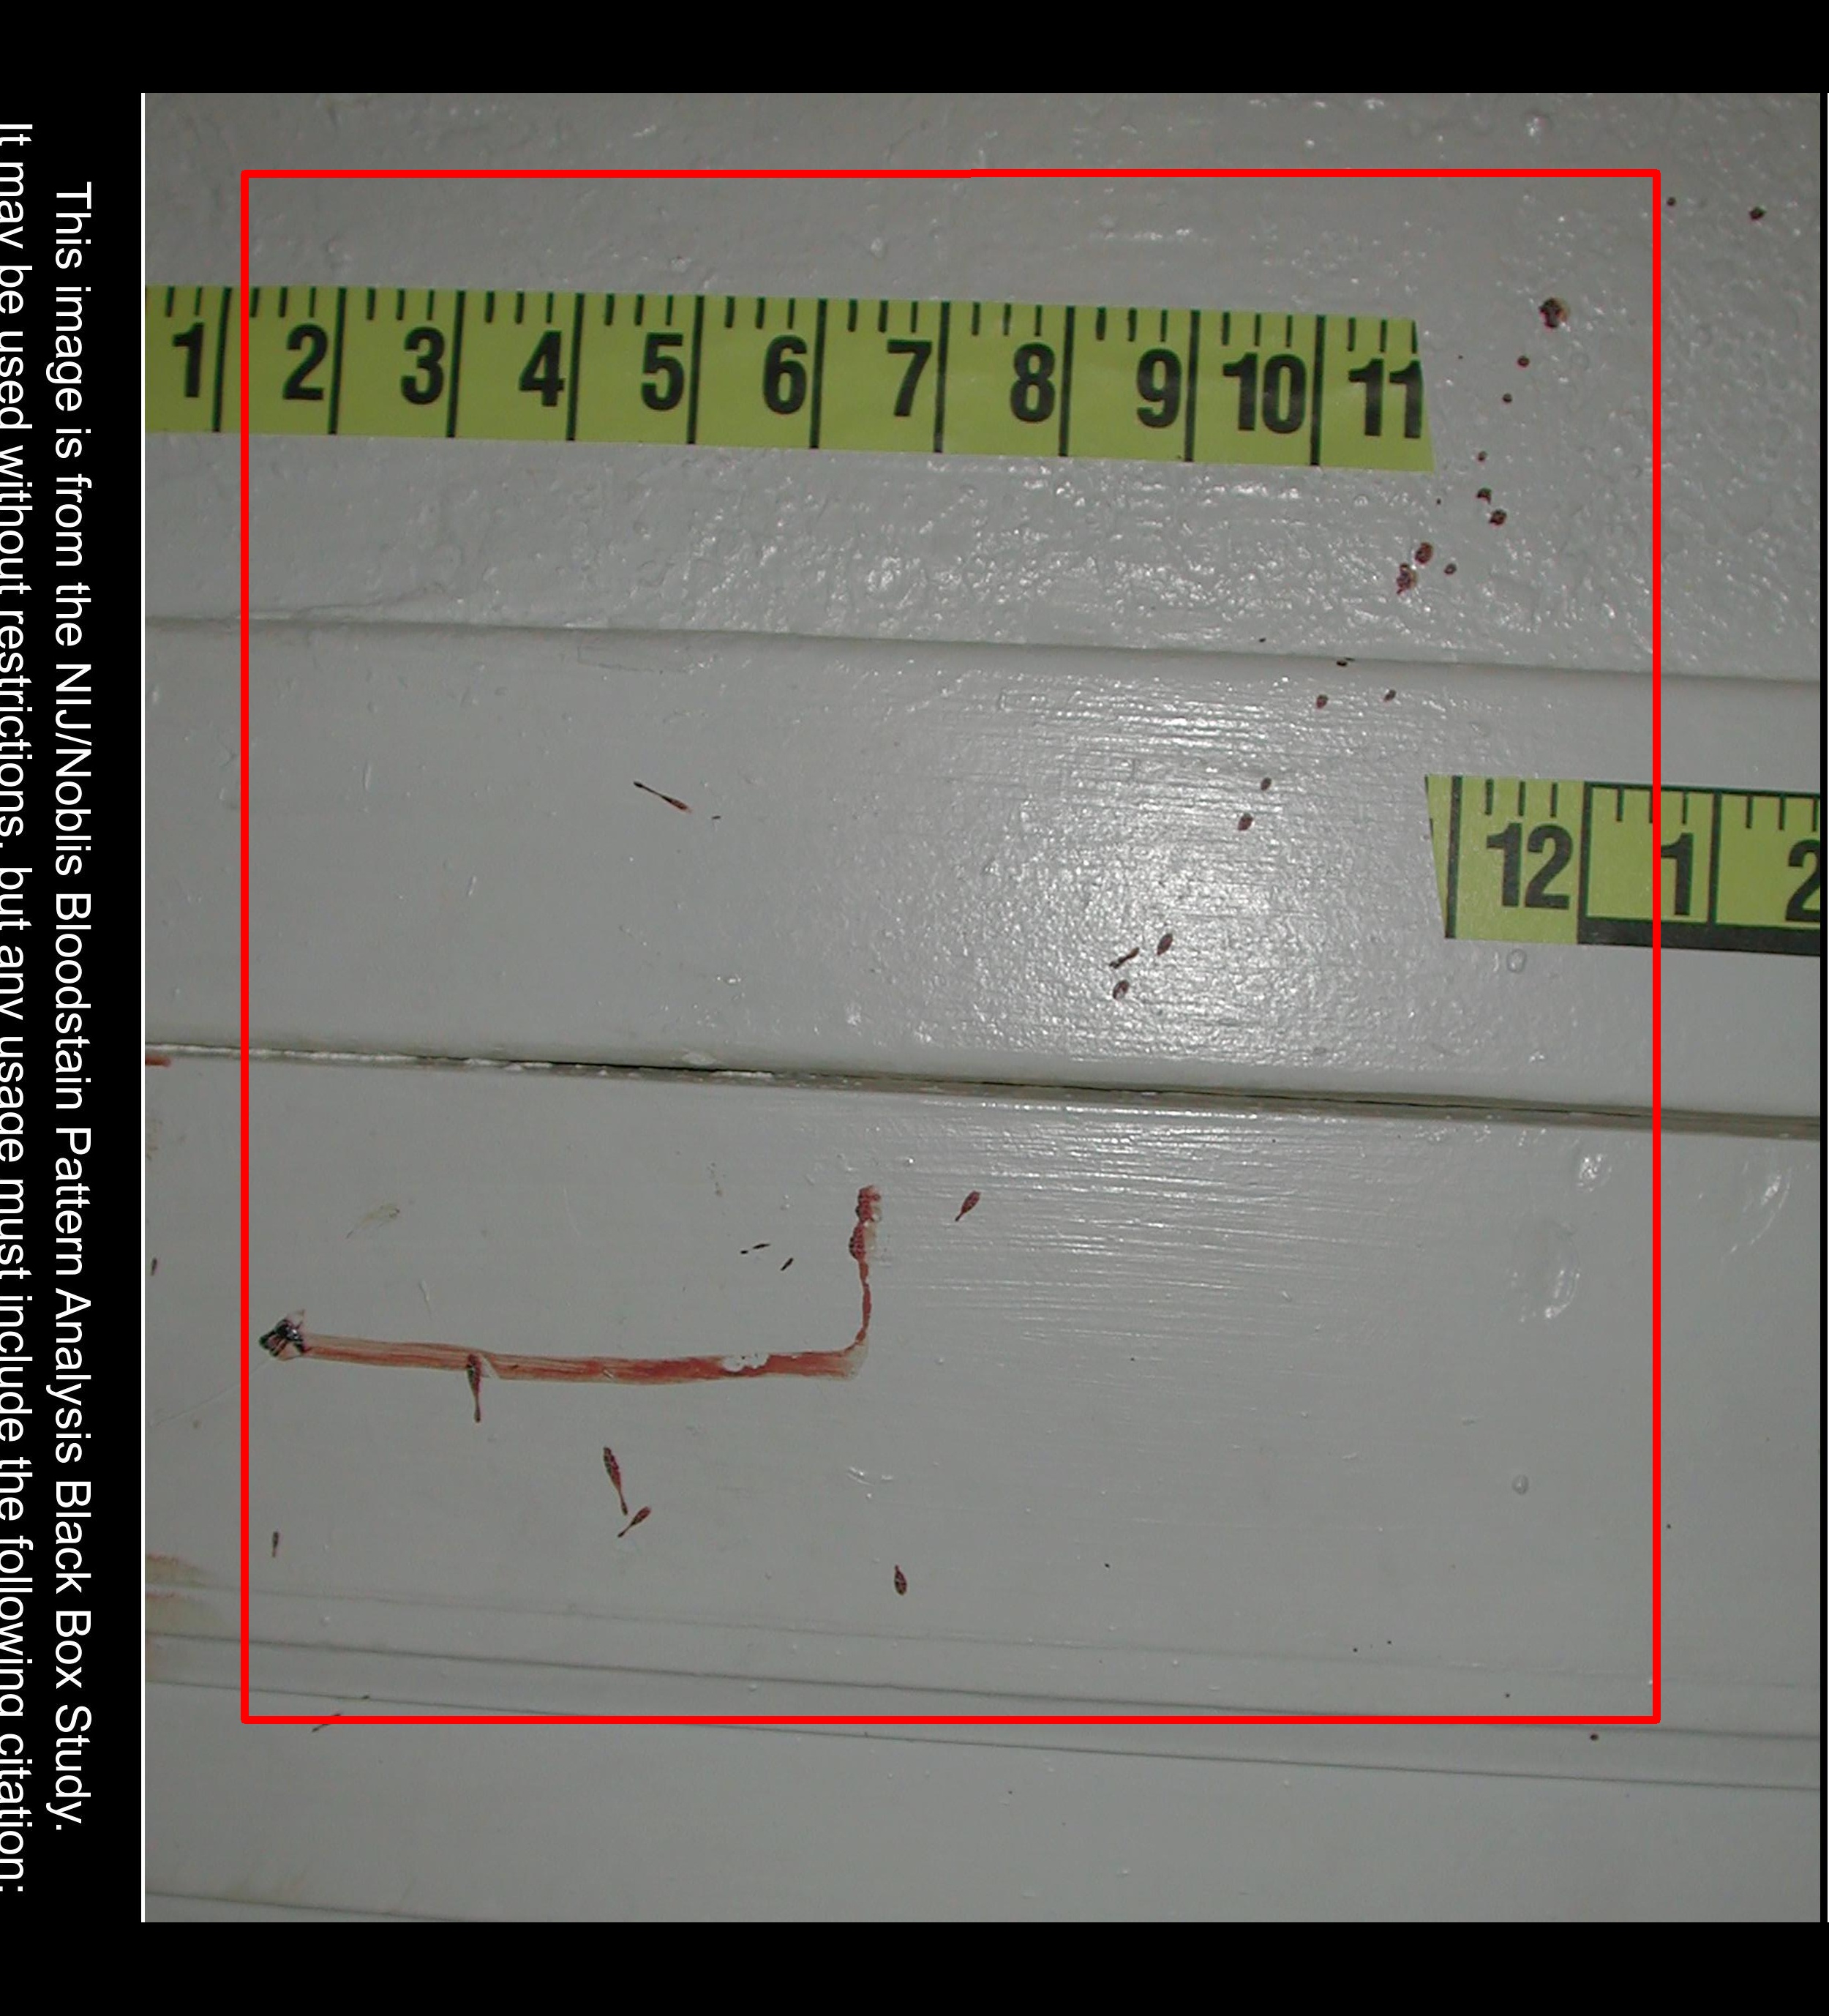 This image is from the NIJ/Noblis Bloodstain Pattern Analysis Black Box Study.
It may be used without restrictions, but any usage must include the following citation:
1 2 3 4 5 6 7 8 9 10 11
12 1 2